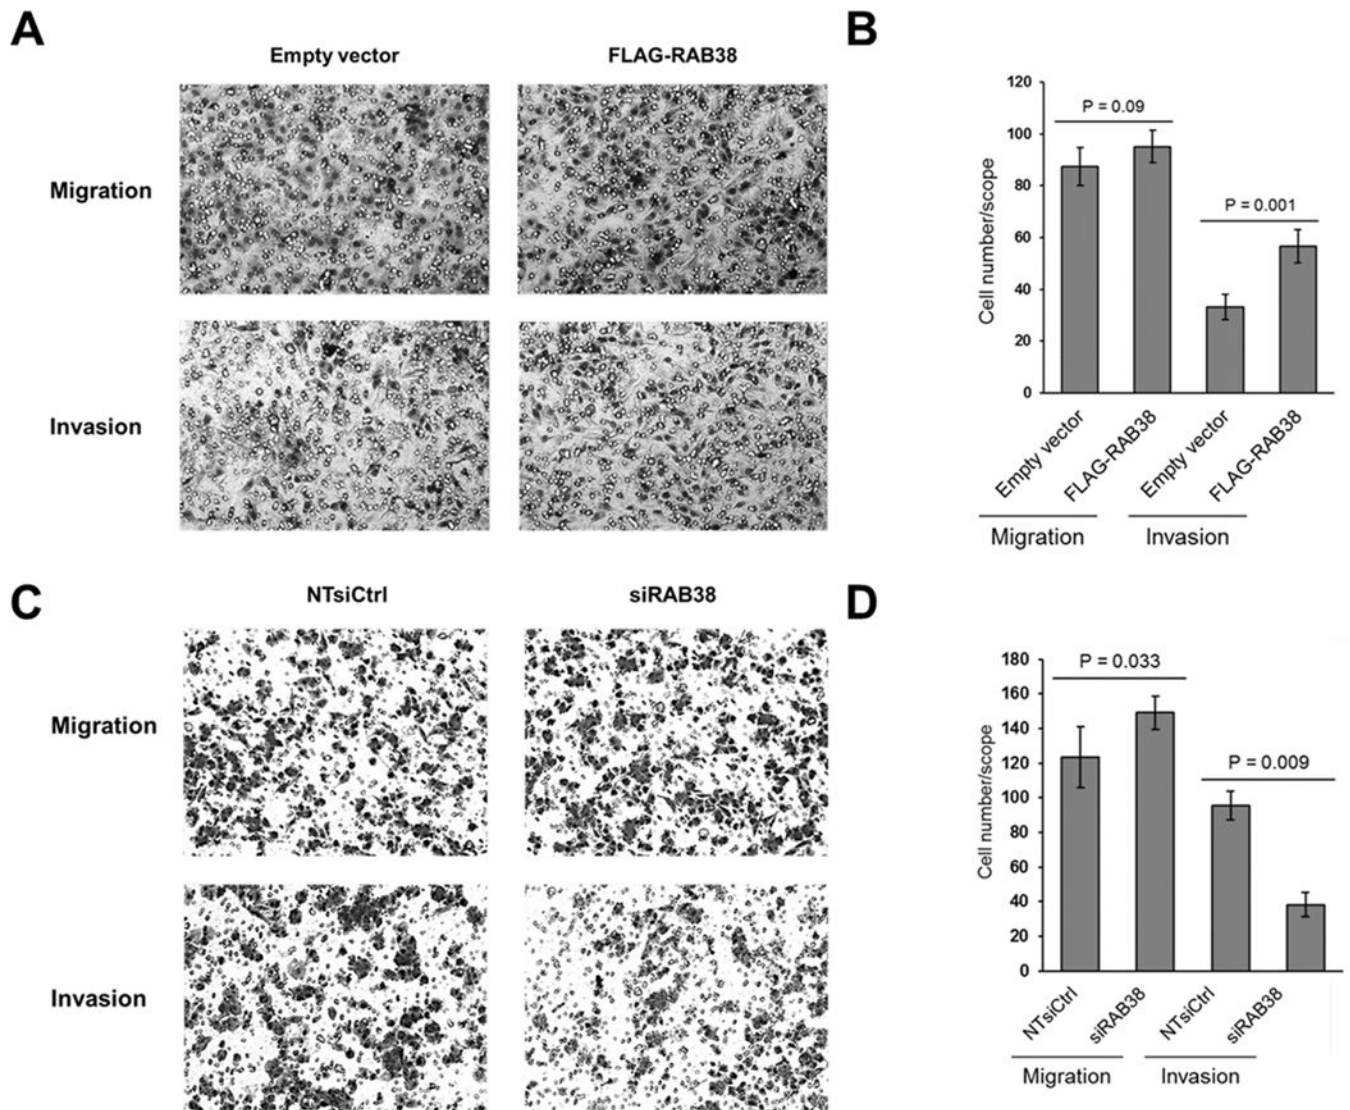 A
Empty vector
FLAG-RAB38
Migration
Invasion
B
120
100
80
60
40
20
0
Cell number/scope
P = 0.09
P = 0.001
Empty vector
FLAG-RAB38
Empty vector
FLAG-RAB38
Migration
Invasion
C
NTsiCtrl
siRAB38
Migration
Invasion
D
180
160
140
120
100
80
60
40
20
0
Cell number/scope
P = 0.033
P = 0.009
NTsiCtrl
siRAB38
NTsiCtrl
siRAB38
Migration
Invasion